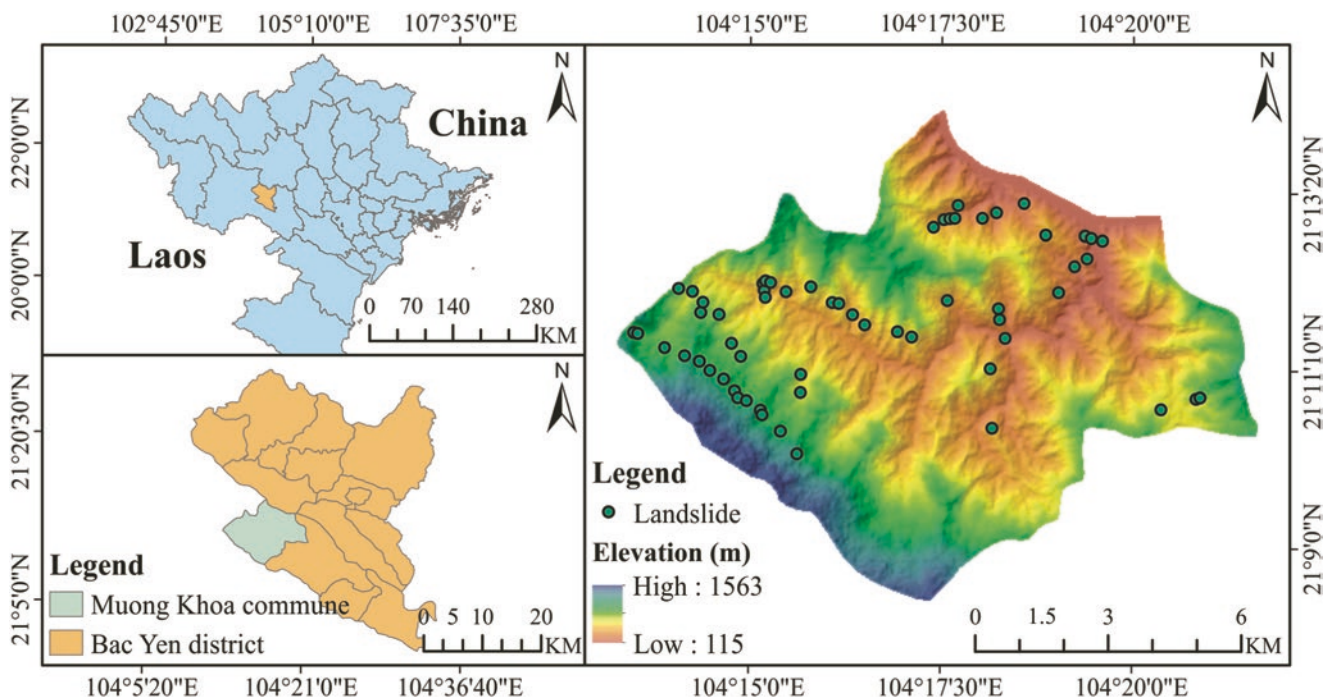 102°45'0"E 105°10'0"E 107°35'0"E
104°15'0"E 104°17'30"E 104°20'0"E
N
China
Laos
22°0'0"N
20°0'0"N
0 70 140 280
KM
N
21°20'30"N
21°5'0"N
Legend
Muong Khoa commune
Bac Yen district
0 5 10 20
KM
104°5'20"E 104°21'0"E 104°36'40"E
N
21°13'20"N
21°11'10"N
21°9'0"N
Legend
Landslide
Elevation (m)
High : 1563
Low : 115
0 1.5 3 6
KM
104°15'0"E 104°17'30"E 104°20'0"E